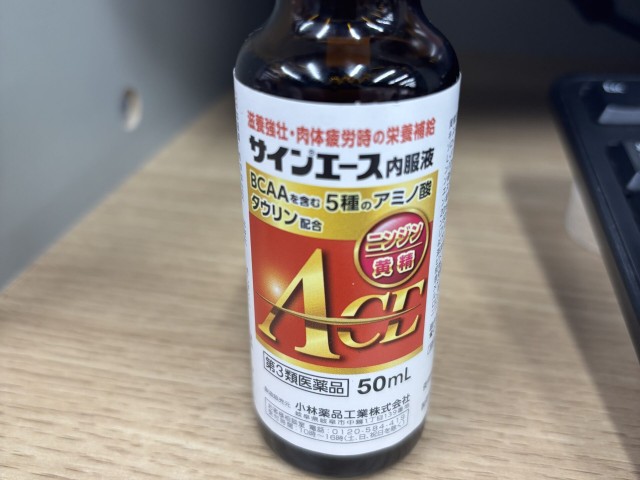 滋養強壮・肉体疲労時の栄養補給
サインエース内服液
BCAAを含む 5種のアミノ酸
タウリン配合
ニンジン
黄精
ACE
第3類医薬品 50mL
小林薬品工業株式会社